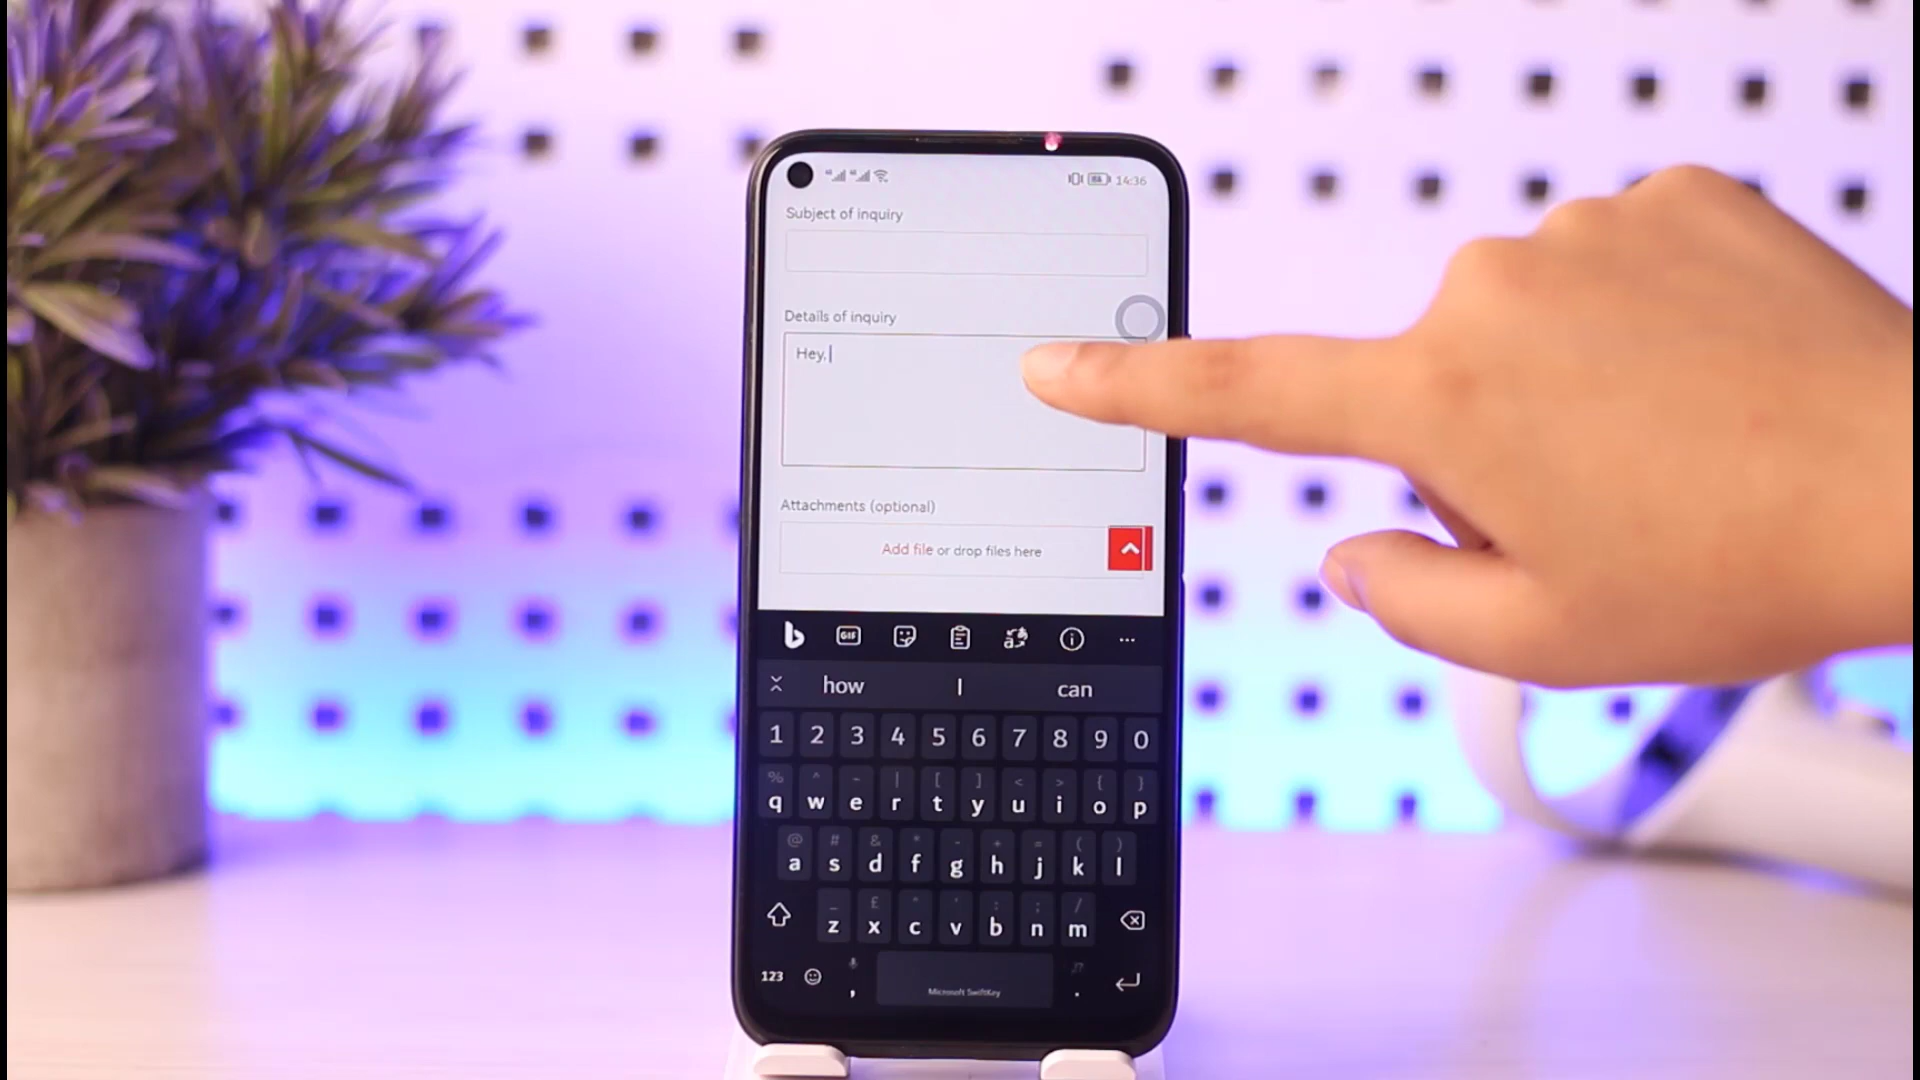 14:36
Subject of inquiry
Details of inquiry
Hey,
Attachments (optional)
Add file or drop files here
GIF
how I can
1 2 3 4 5 6 7 8 9 0
% ^ ~ | [ ] < > { }
q w e r t y u i o p
@ # & * - + = ( )
a s d f g h j k l
_ £ " ' : ; /
z x c v b n m
123 , Microsoft SwiftKey .